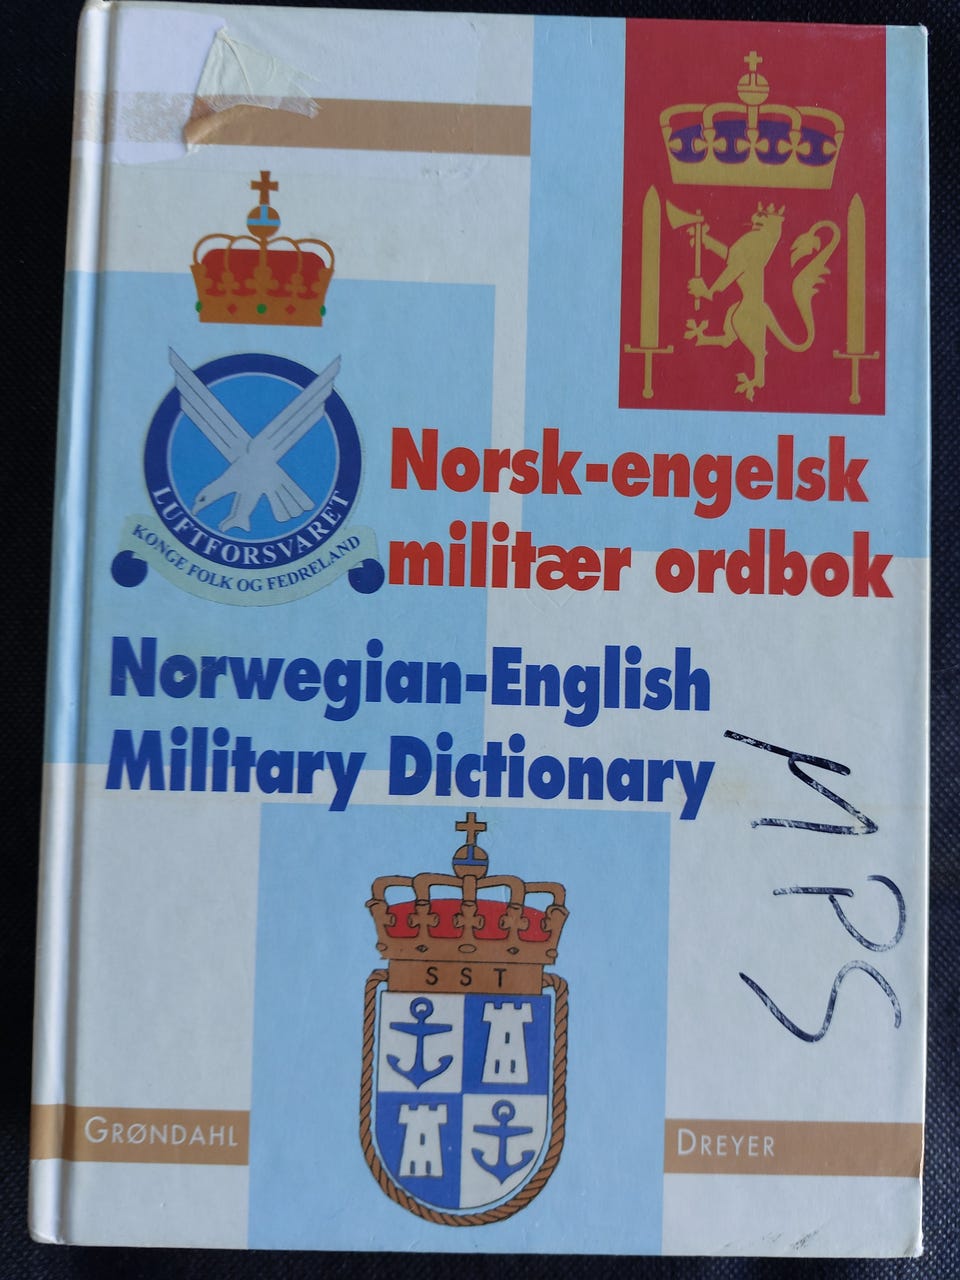 LUFTFORSVARET
KONGE FOLK OG FEDRELAND
Norsk-engelsk
militær ordbok
Norwegian-English
Military Dictionary
SST
GRØNDAHL
DREYER